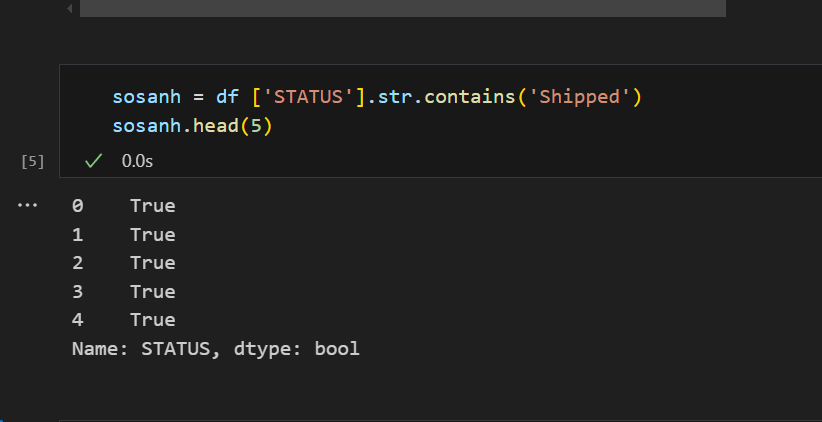 sosanh = df ['STATUS'].str.contains('Shipped')
sosanh.head(5)
[5] 0.0s
0 True
1 True
2 True
3 True
4 True
Name: STATUS, dtype: bool